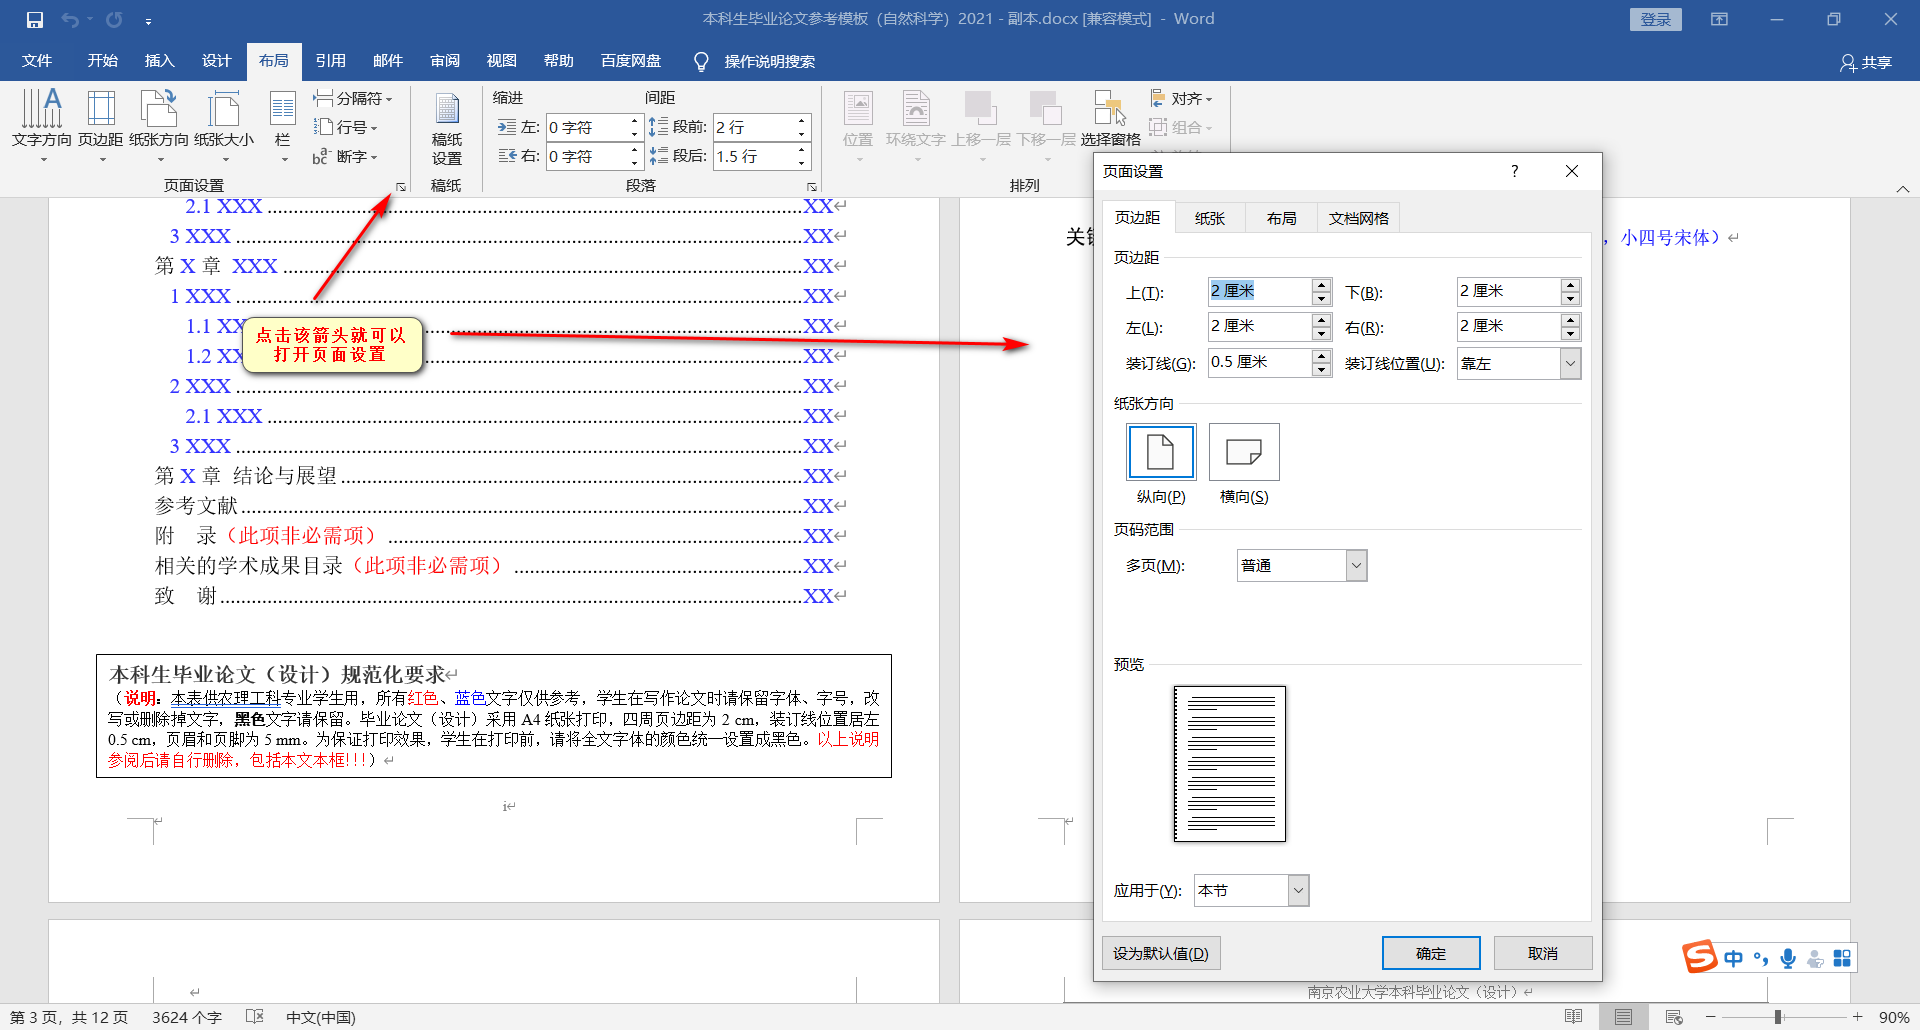 本科生毕业论文参考模板（自然科学）2021 - 副本.docx [兼容模式] - Word
登录
文件 开始 插入 设计 布局 引用 邮件 审阅 视图 帮助 百度网盘 操作说明搜索 共享
文字方向 页边距 纸张方向 纸张大小 栏
分隔符
行号
断字
页面设置
稿纸
设置
稿纸
缩进 间距
左: 0 字符 段前: 2 行
右: 0 字符 段后: 1.5 行
段落
位置 环绕文字 上移一层 下移一层 选择窗格
对齐
组合
排列
2.1 XXX XX
3 XXX XX
第 X 章 XXX XX
1 XXX XX
1.1 XX XX
1.2 XX XX
点击该箭头就可以
打开页面设置
2 XXX XX
2.1 XXX XX
3 XXX XX
第 X 章 结论与展望 XX
参考文献 XX
附 录（此项非必需项） XX
相关的学术成果目录（此项非必需项） XX
致 谢 XX
本科生毕业论文（设计）规范化要求
（说明：本表供农理工科专业学生用，所有红色、蓝色文字仅供参考，学生在写作论文时请保留字体、字号，改
写或删除掉文字，黑色文字请保留。毕业论文（设计）采用 A4 纸张打印，四周页边距为 2 cm，装订线位置居左
0.5 cm，页眉和页脚为 5 mm。为保证打印效果，学生在打印前，请将全文字体的颜色统一设置成黑色。以上说明
参阅后请自行删除，包括本文本框!!!）
i
关键
，小四号宋体）
页面设置 ?
页边距 纸张 布局 文档网格
页边距
上(T): 2 厘米 下(B): 2 厘米
左(L): 2 厘米 右(R): 2 厘米
装订线(G): 0.5 厘米 装订线位置(U): 靠左
纸张方向
纵向(P) 横向(S)
页码范围
多页(M): 普通
预览
应用于(Y): 本节
设为默认值(D) 确定 取消
南京农业大学本科毕业论文（设计）
S 中
第 3 页，共 12 页 3624 个字 中文(中国) 90%